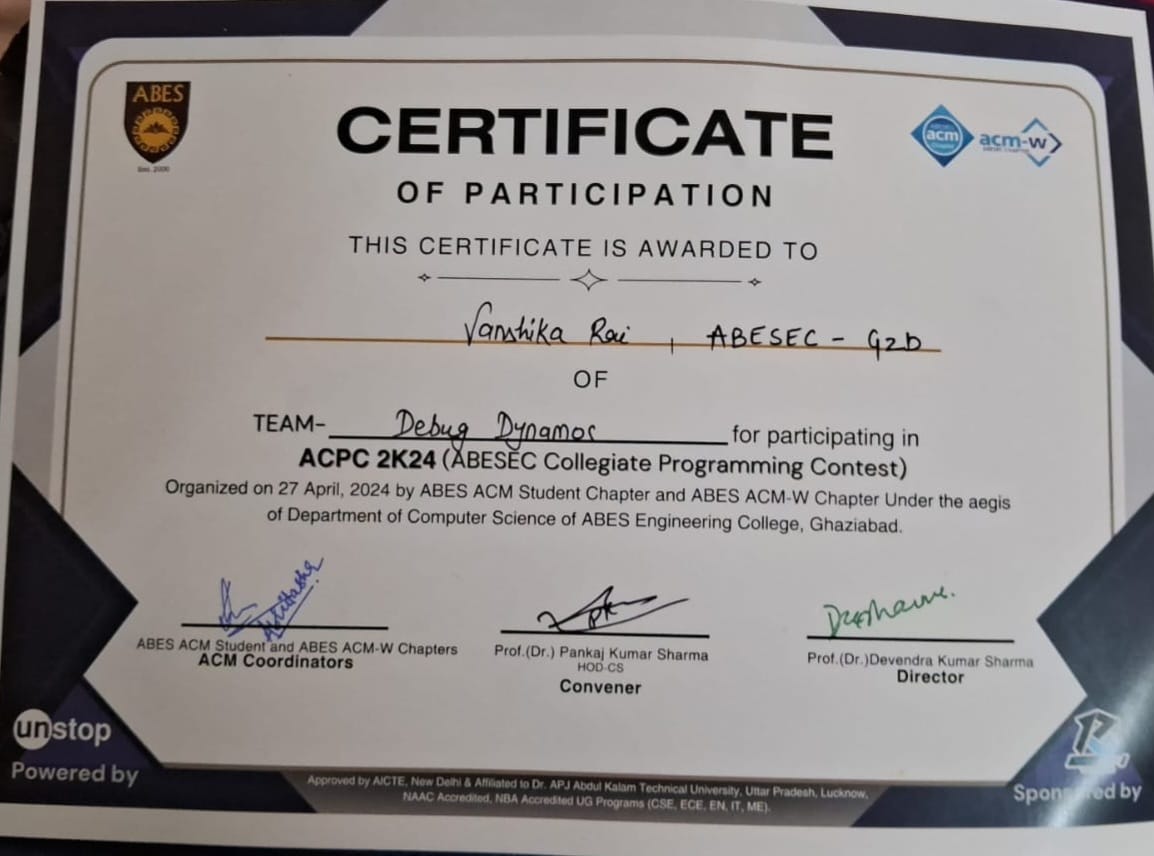 ABES
Estd. 2000
acm
acm-w
CERTIFICATE
OF PARTICIPATION
THIS CERTIFICATE IS AWARDED TO
Vanshika Rai , ABESEC - GZB
OF
TEAM- Debug Dynamos for participating in
ACPC 2K24 (ABESEC Collegiate Programming Contest)
Organized on 27 April, 2024 by ABES ACM Student Chapter and ABES ACM-W Chapter Under the aegis
of Department of Computer Science of ABES Engineering College, Ghaziabad.
ABES ACM Student and ABES ACM-W Chapters
ACM Coordinators
Prof.(Dr.) Pankaj Kumar Sharma
HOD-CS
Convener
Prof.(Dr.)Devendra Kumar Sharma
Director
unstop
Powered by
Sponsored by
Approved by AICTE, New Delhi & Affiliated to Dr. APJ Abdul Kalam Technical University, Uttar Pradesh, Lucknow,
NAAC Accredited, NBA Accredited UG Programs (CSE, ECE, EN, IT, ME).